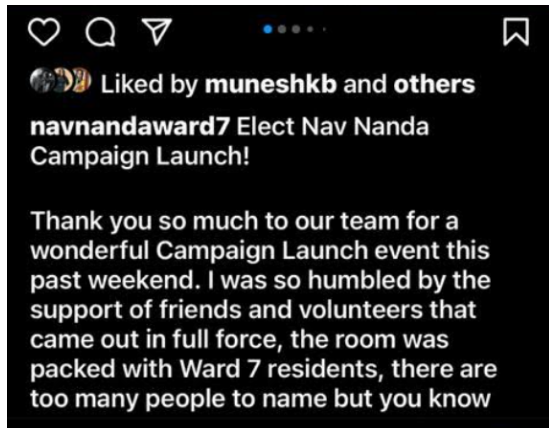 Liked by muneshkb and others
navnandaward7 Elect Nav Nanda
Campaign Launch!
Thank you so much to our team for a
wonderful Campaign Launch event this
past weekend. I was so humbled by the
support of friends and volunteers that
came out in full force, the room was
packed with Ward 7 residents, there are
too many people to name but you know